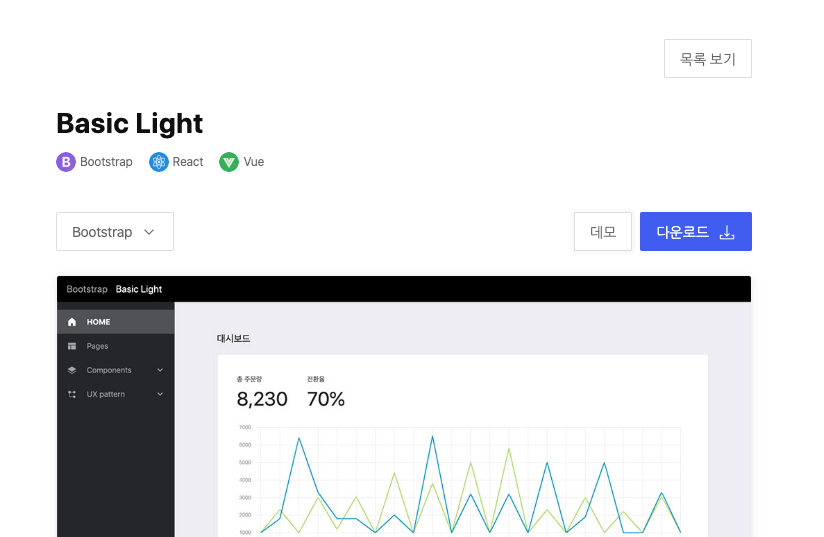 목록 보기
Basic Light
Bootstrap React Vue
Bootstrap 데모 다운로드
Bootstrap Basic Light
HOME
Pages
Components
UX pattern
대시보드
총 주문량 전환율
8,230 70%
7000
6000
5000
4000
3000
2000
1000